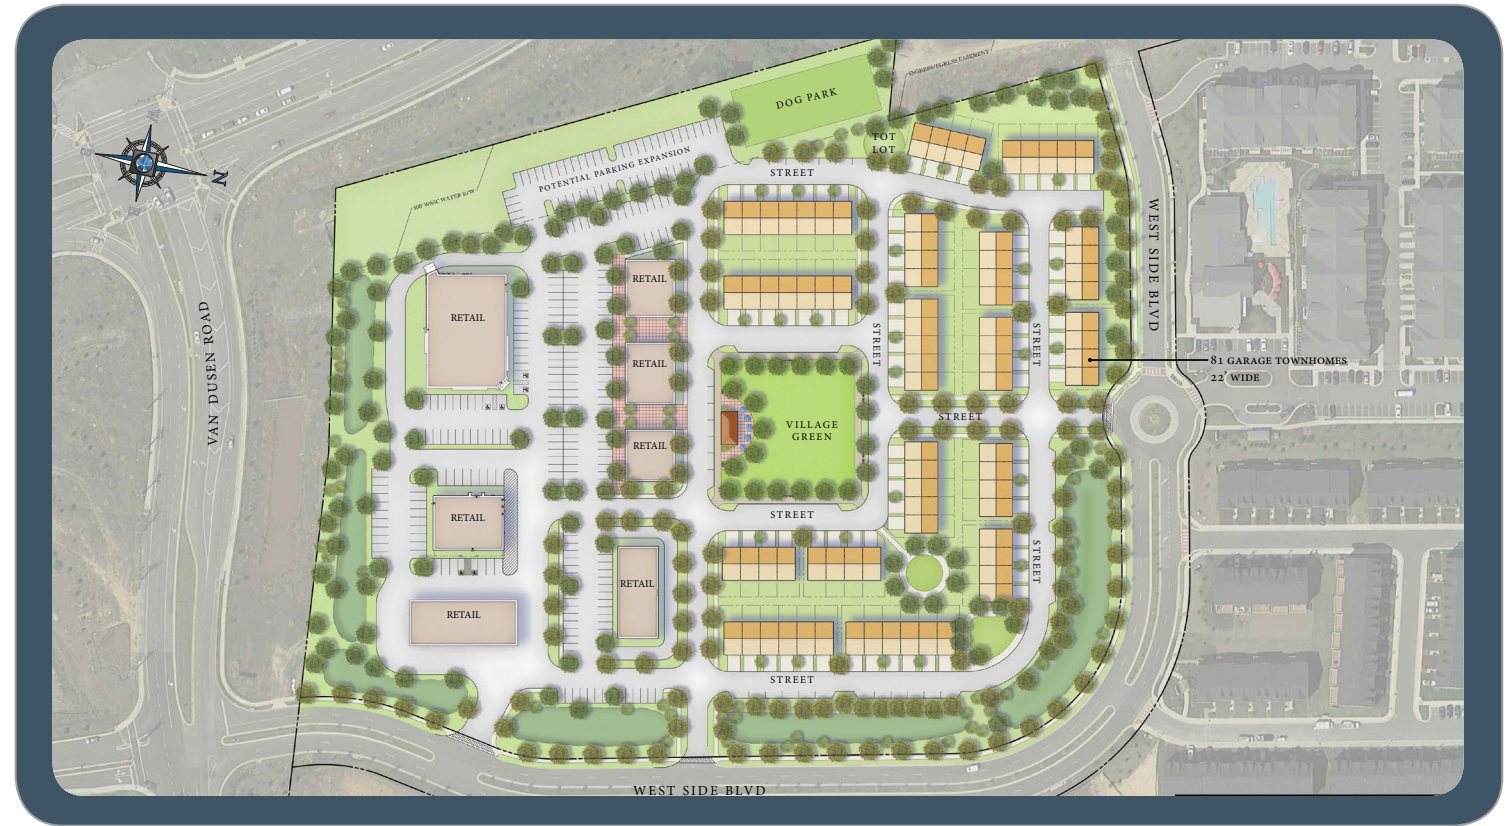 DOG PARK
INGRESS/EGRESS EASEMENT
TOT
LOT
POTENTIAL PARKING EXPANSION
STREET
N
WEST SIDE BLVD
RETAIL
RETAIL
VAN DUSEN ROAD
STREET
STREET
81 GARAGE TOWNHOMES
22' WIDE
RETAIL
STREET
VILLAGE
GREEN
RETAIL
RETAIL
STREET
STREET
RETAIL
RETAIL
STREET
WEST SIDE BLVD